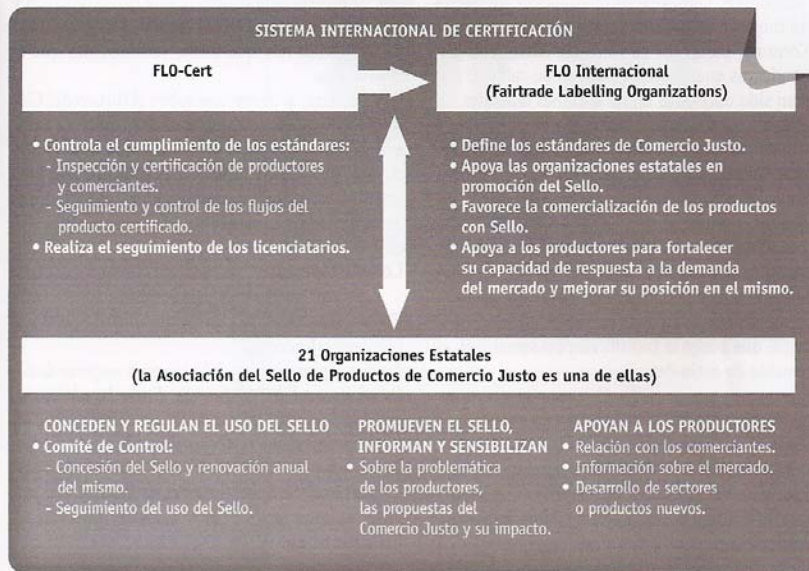 SISTEMA INTERNACIONAL DE CERTIFICACIÓN
FLO-Cert
FLO Internacional
(Fairtrade Labelling Organizations)
• Controla el cumplimiento de los estándares:
- Inspección y certificación de productores
y comerciantes.
- Seguimiento y control de los flujos del
producto certificado.
• Realiza el seguimiento de los licenciatarios.
• Define los estándares de Comercio Justo.
• Apoya las organizaciones estatales en
promoción del Sello.
• Favorece la comercialización de los productos
con Sello.
• Apoya a los productores para fortalecer
su capacidad de respuesta a la demanda
del mercado y mejorar su posición en el mismo.
21 Organizaciones Estatales
(la Asociación del Sello de Productos de Comercio Justo es una de ellas)
CONCEDEN Y REGULAN EL USO DEL SELLO
• Comité de Control:
- Concesión del Sello y renovación anual
del mismo.
- Seguimiento del uso del Sello.
PROMUEVEN EL SELLO,
INFORMAN Y SENSIBILIZAN
• Sobre la problemática
de los productores,
las propuestas del
Comercio Justo y su impacto.
APOYAN A LOS PRODUCTORES
• Relación con los comerciantes.
• Información sobre el mercado.
• Desarrollo de sectores
o productos nuevos.